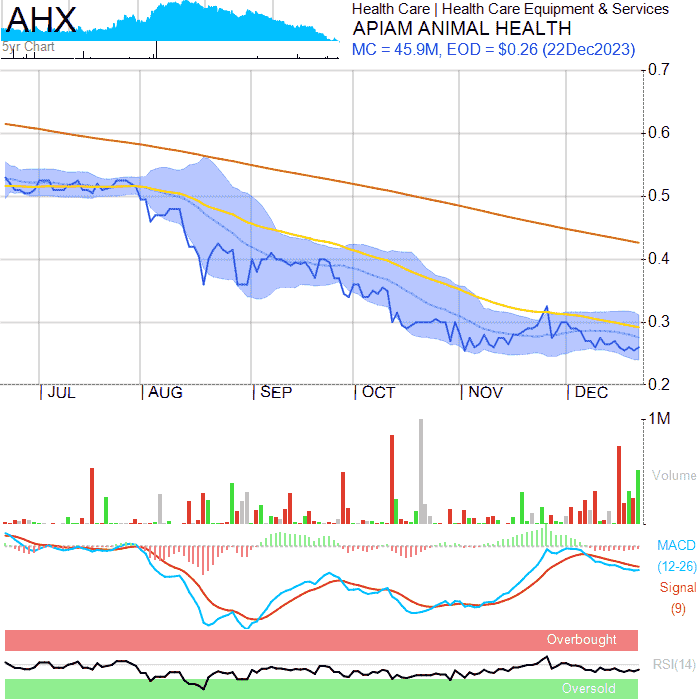 AHX
5yr Chart
Health Care | Health Care Equipment & Services
APIAM ANIMAL HEALTH
MC = 45.9M, EOD = $0.26 (22Dec2023)
0.7
0.6
0.5
0.4
0.3
0.2
| JUL | AUG | SEP | OCT | NOV | DEC
1M
Volume
MACD
(12-26)
Signal
(9)
Overbought
RSI(14)
Oversold